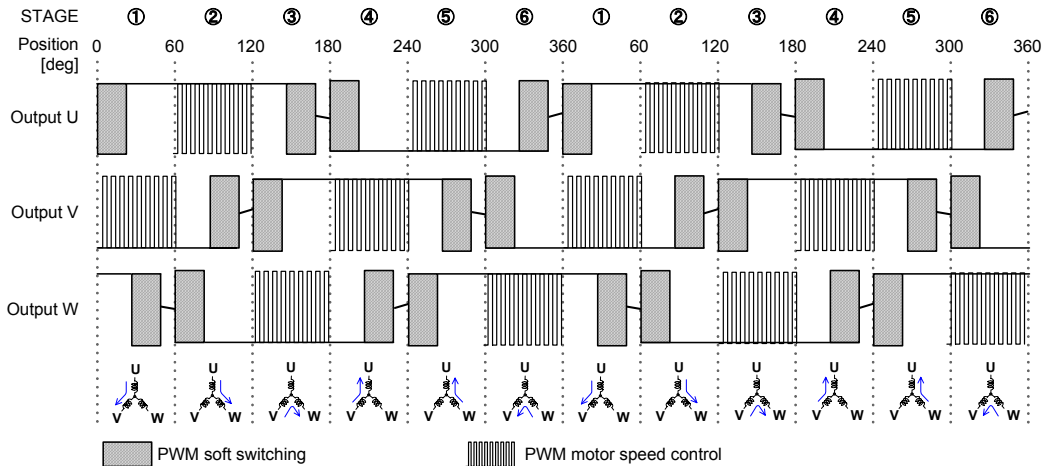 STAGE ① ② ③ ④ ⑤ ⑥ ① ② ③ ④ ⑤ ⑥
Position
[deg]
0 60 120 180 240 300 360 60 120 180 240 300 360
Output U
Output V
Output W
U U U U U U U U U U U U
V W V W V W V W V W V W V W V W V W V W V W V W
PWM soft switching
PWM motor speed control